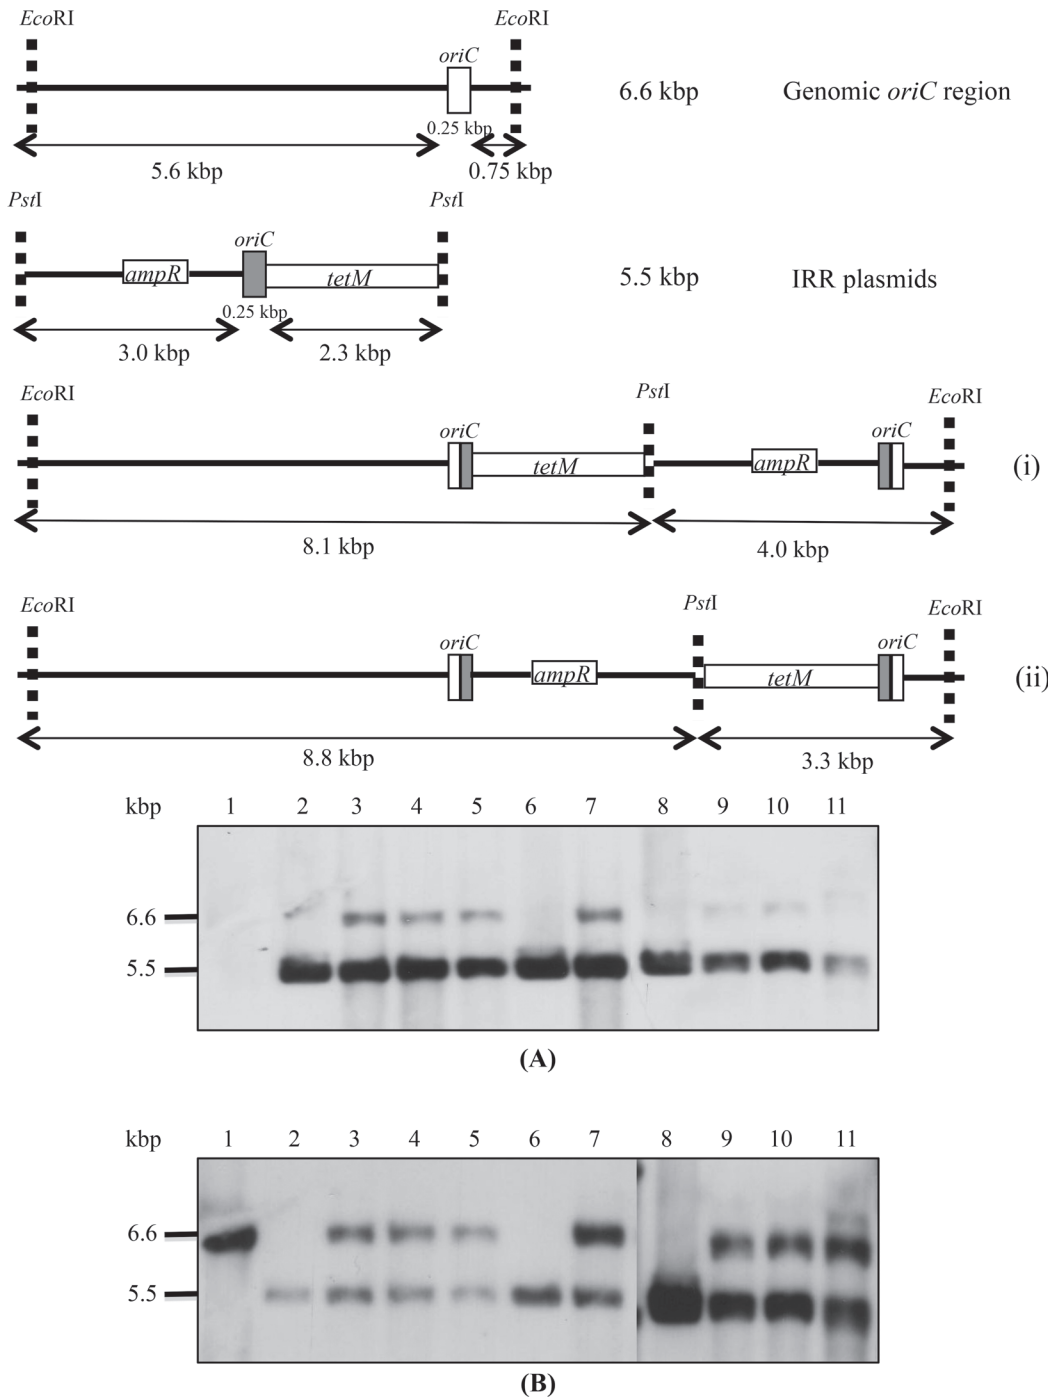 EcoRI EcoRI
oriC
6.6 kbp Genomic oriC region
0.25 kbp
5.6 kbp 0.75 kbp
PstI PstI
oriC
ampR tetM 5.5 kbp IRR plasmids
0.25 kbp
3.0 kbp 2.3 kbp
EcoRI PstI EcoRI
oriC oriC
tetM ampR (i)
8.1 kbp 4.0 kbp
EcoRI PstI EcoRI
oriC oriC
ampR tetM (ii)
8.8 kbp 3.3 kbp
kbp 1 2 3 4 5 6 7 8 9 10 11
6.6
5.5
(A)
kbp 1 2 3 4 5 6 7 8 9 10 11
6.6
5.5
(B)